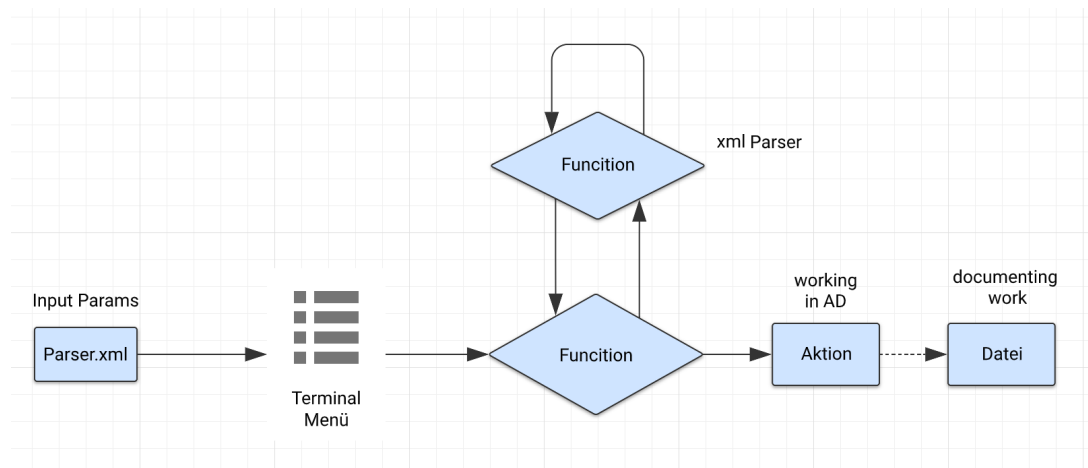 Funcition
xml Parser
Input Params
Parser.xml
Terminal
Menü
Funcition
working
in AD
Aktion
documenting
work
Datei